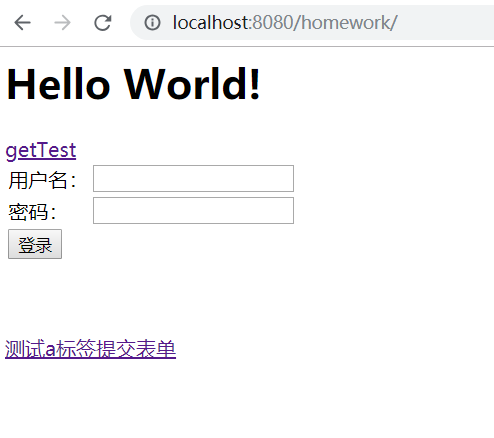 localhost:8080/homework/
Hello World!
getTest
用户名：
密码：
登录
测试a标签提交表单